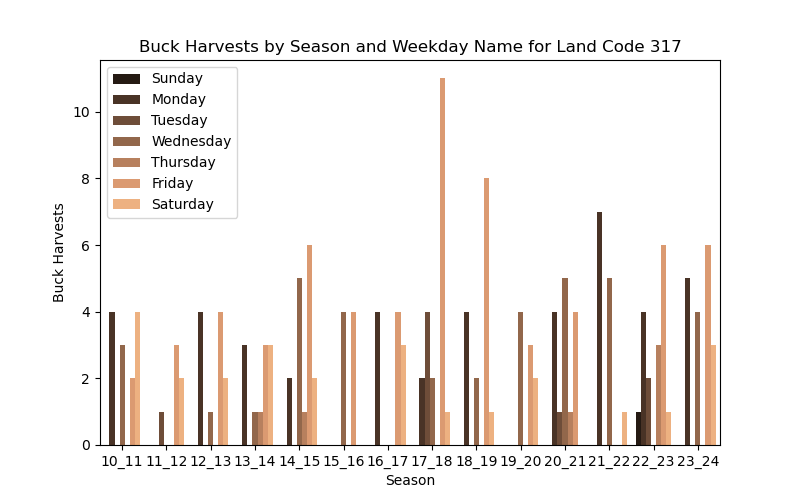 Buck Harvests by Season and Weekday Name for Land Code 317
Sunday
Monday
Tuesday
Wednesday
Thursday
Friday
Saturday
10
8
6
4
2
0
Buck Harvests
10_11 11_12 12_13 13_14 14_15 15_16 16_17 17_18 18_19 19_20 20_21 21_22 22_23 23_24
Season